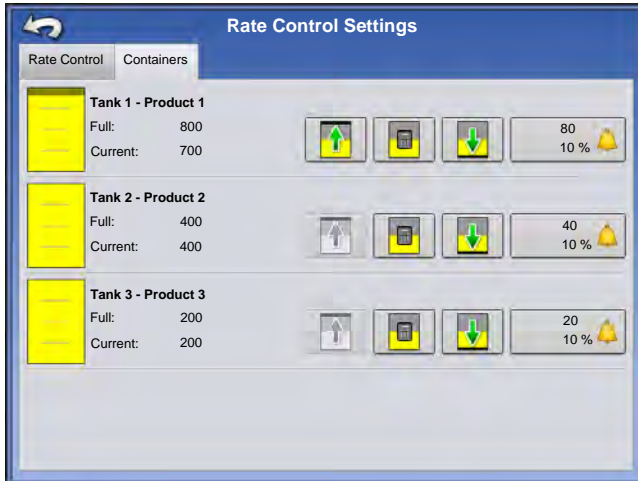 Rate Control Settings
Rate Control Containers
Tank 1 - Product 1
Full: 800
Current: 700
80
10 %
Tank 2 - Product 2
Full: 400
Current: 400
40
10 %
Tank 3 - Product 3
Full: 200
Current: 200
20
10 %